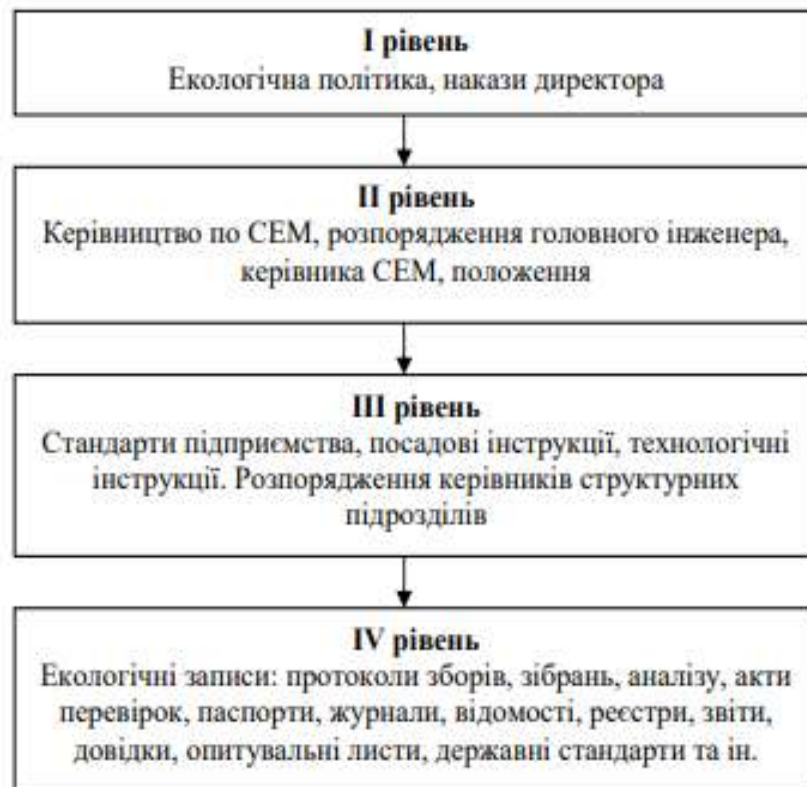 I рівень
Екологічна політика, накази директора
II рівень
Керівництво по СЕМ, розпорядження головного інженера,
керівника СЕМ, положення
III рівень
Стандарти підприємства, посадові інструкції, технологічні
інструкції. Розпорядження керівників структурних
підрозділів
IV рівень
Екологічні записи: протоколи зборів, зібрань, аналізу, акти
перевірок, паспорти, журнали, відомості, реєстри, звіти,
довідки, опитувальні листи, державні стандарти та ін.